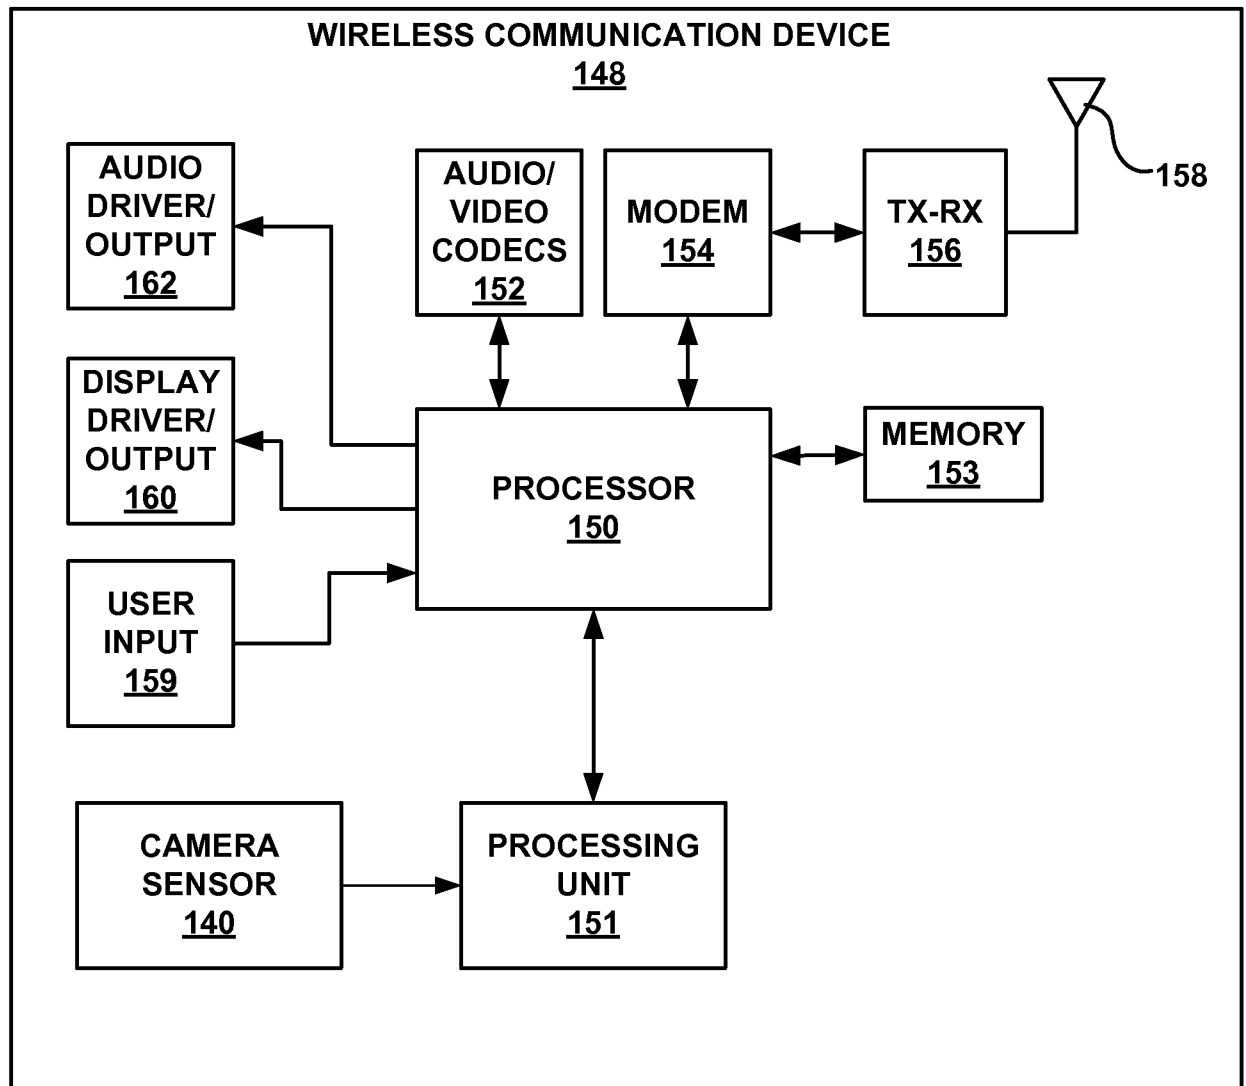 WIRELESS COMMUNICATION DEVICE
148
AUDIO
DRIVER/
OUTPUT
162
AUDIO/
VIDEO
CODECS
152
MODEM
154
TX-RX
156
158
DISPLAY
DRIVER/
OUTPUT
160
PROCESSOR
150
MEMORY
153
USER
INPUT
159
CAMERA
SENSOR
140
PROCESSING
UNIT
151